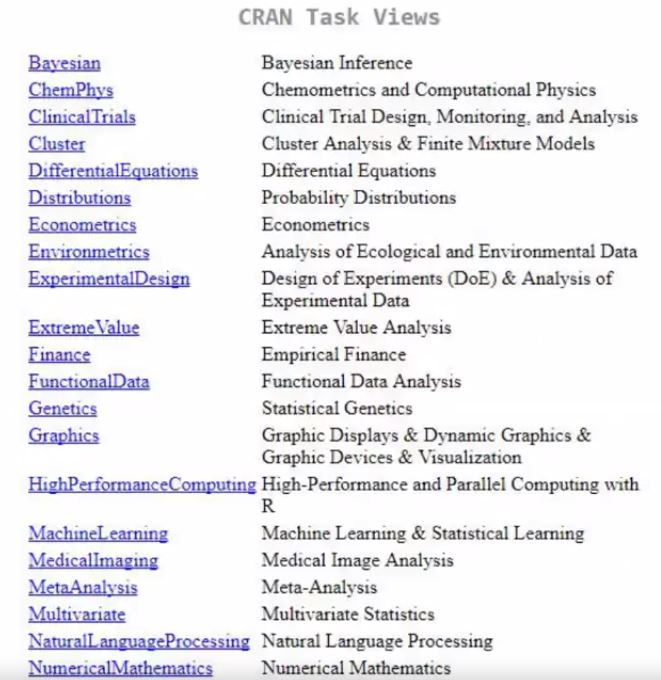 CRAN Task Views
Bayesian Bayesian Inference
ChemPhys Chemometrics and Computational Physics
ClinicalTrials Clinical Trial Design, Monitoring, and Analysis
Cluster Cluster Analysis & Finite Mixture Models
DifferentialEquations Differential Equations
Distributions Probability Distributions
Econometrics Econometrics
Environmetrics Analysis of Ecological and Environmental Data
ExperimentalDesign Design of Experiments (DoE) & Analysis of
Experimental Data
ExtremeValue Extreme Value Analysis
Finance Empirical Finance
FunctionalData Functional Data Analysis
Genetics Statistical Genetics
Graphics Graphic Displays & Dynamic Graphics &
Graphic Devices & Visualization
HighPerformanceComputing High-Performance and Parallel Computing with
R
MachineLearning Machine Learning & Statistical Learning
MedicalImaging Medical Image Analysis
MetaAnalysis Meta-Analysis
Multivariate Multivariate Statistics
NaturalLanguageProcessing Natural Language Processing
NumericalMathematics Numerical Mathematics